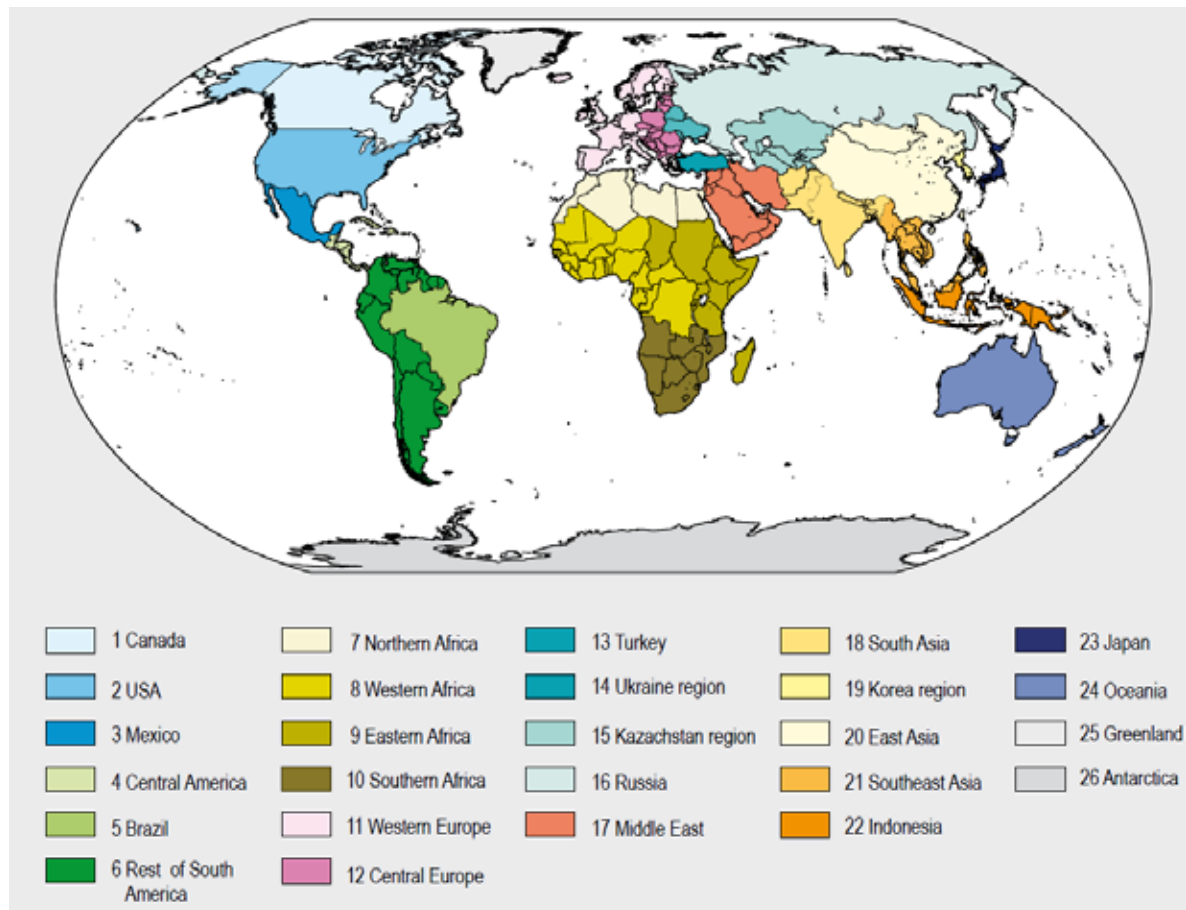 1 Canada
2 USA
3 Mexico
4 Central America
5 Brazil
6 Rest of South
America
7 Northern Africa
8 Western Africa
9 Eastern Africa
10 Southern Africa
11 Western Europe
12 Central Europe
13 Turkey
14 Ukraine region
15 Kazachstan region
16 Russia
17 Middle East
18 South Asia
19 Korea region
20 East Asia
21 Southeast Asia
22 Indonesia
23 Japan
24 Oceania
25 Greenland
26 Antarctica